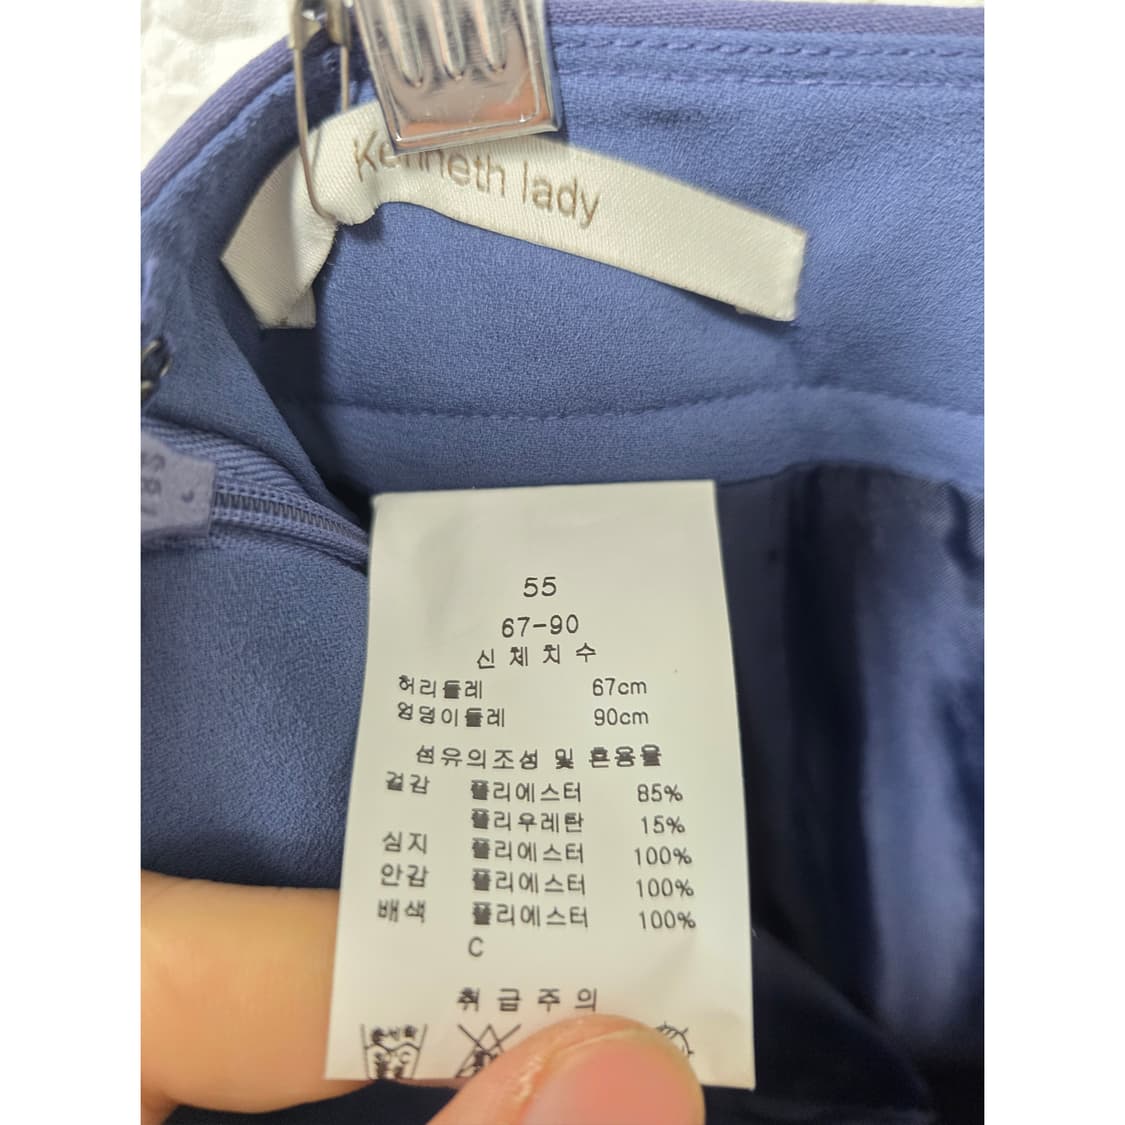 Kenneth lady
55
67-90
신체치수
허리둘레 67cm
엉덩이둘레 90cm
섬유의조성 및 혼용율
겉감 폴리에스터 85%
폴리우레탄 15%
심지 폴리에스터 100%
안감 폴리에스터 100%
배색 폴리에스터 100%
C
취급주의